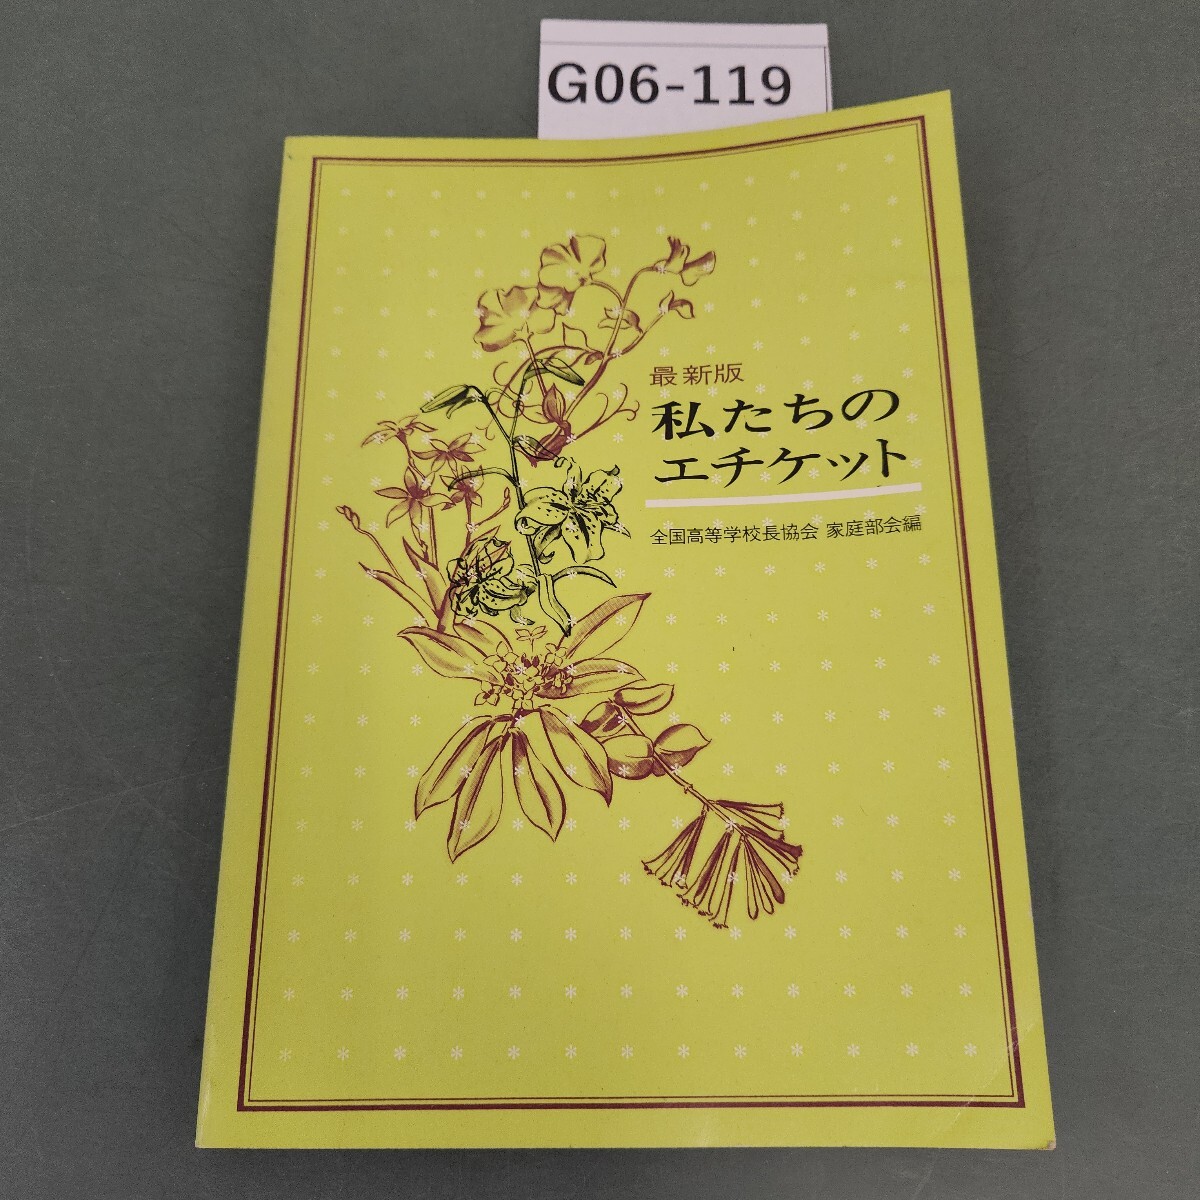 G06-119
最新版
私たちの
エチケット
全国高等学校長協会 家庭部会編